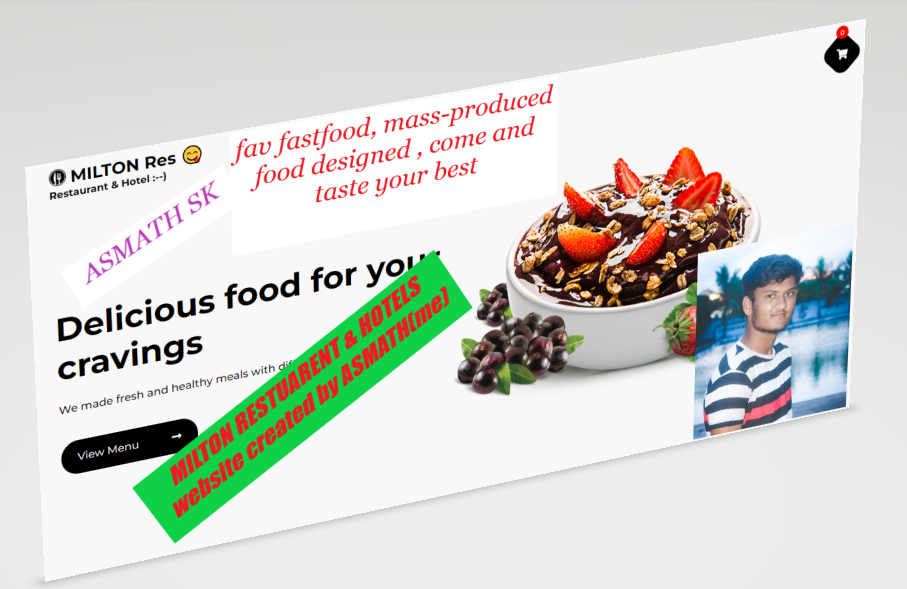 0
MILTON Res 😋
Restaurant & Hotel :--)
fav fastfood, mass-produced
food designed , come and
taste your best
ASMATH SK
Delicious food for your
cravings
We made fresh and healthy meals with
View Menu →
MILTON RESTUARENT & HOTELS
website created by ASMATH(me)